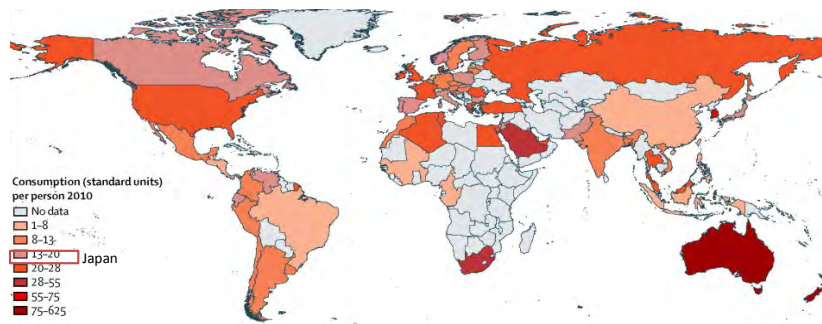 Consumption (standard units)
per person 2010
No data
1–8
8–13
13–20 Japan
20–28
28–55
55–75
75–625